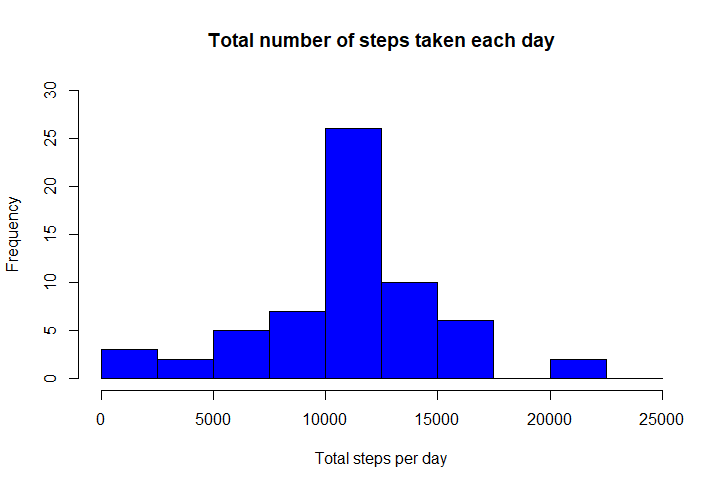 Total number of steps taken each day
Frequency
30
25
20
15
10
5
0
0 5000 10000 15000 20000 25000
Total steps per day